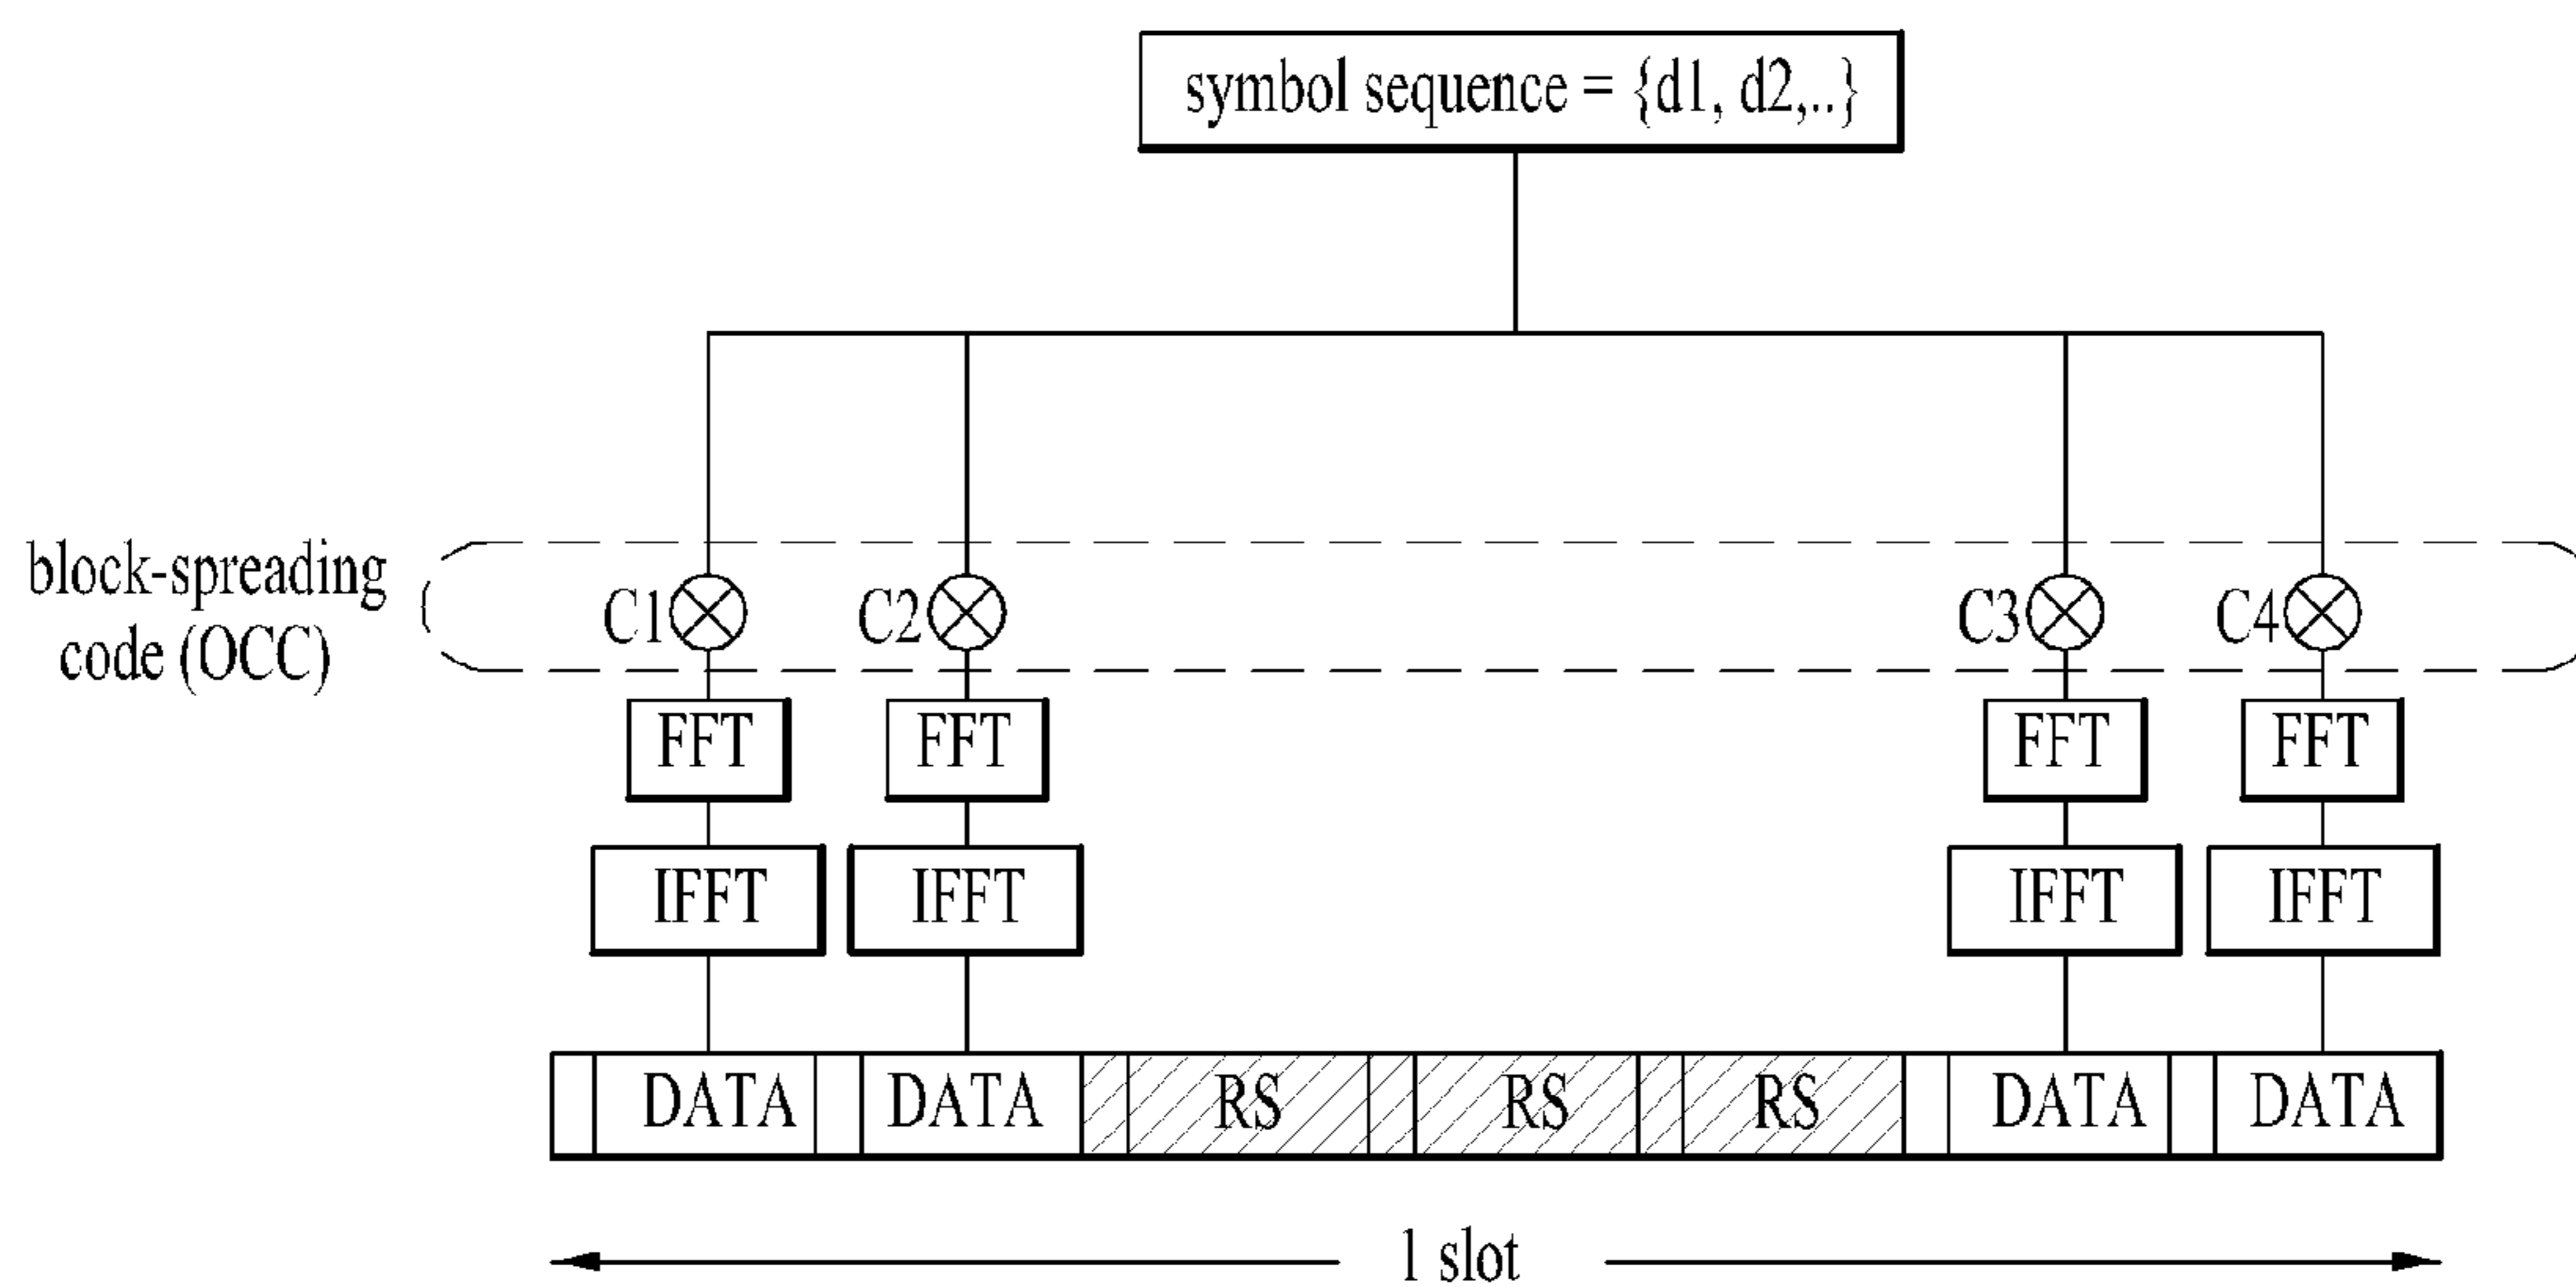 symbol sequence = {d1, d2,..}
block-spreading
code (OCC)
C1
C2
C3
C4
FFT
FFT
FFT
FFT
IFFT
IFFT
IFFT
IFFT
DATA
DATA
RS
RS
RS
DATA
DATA
1 slot